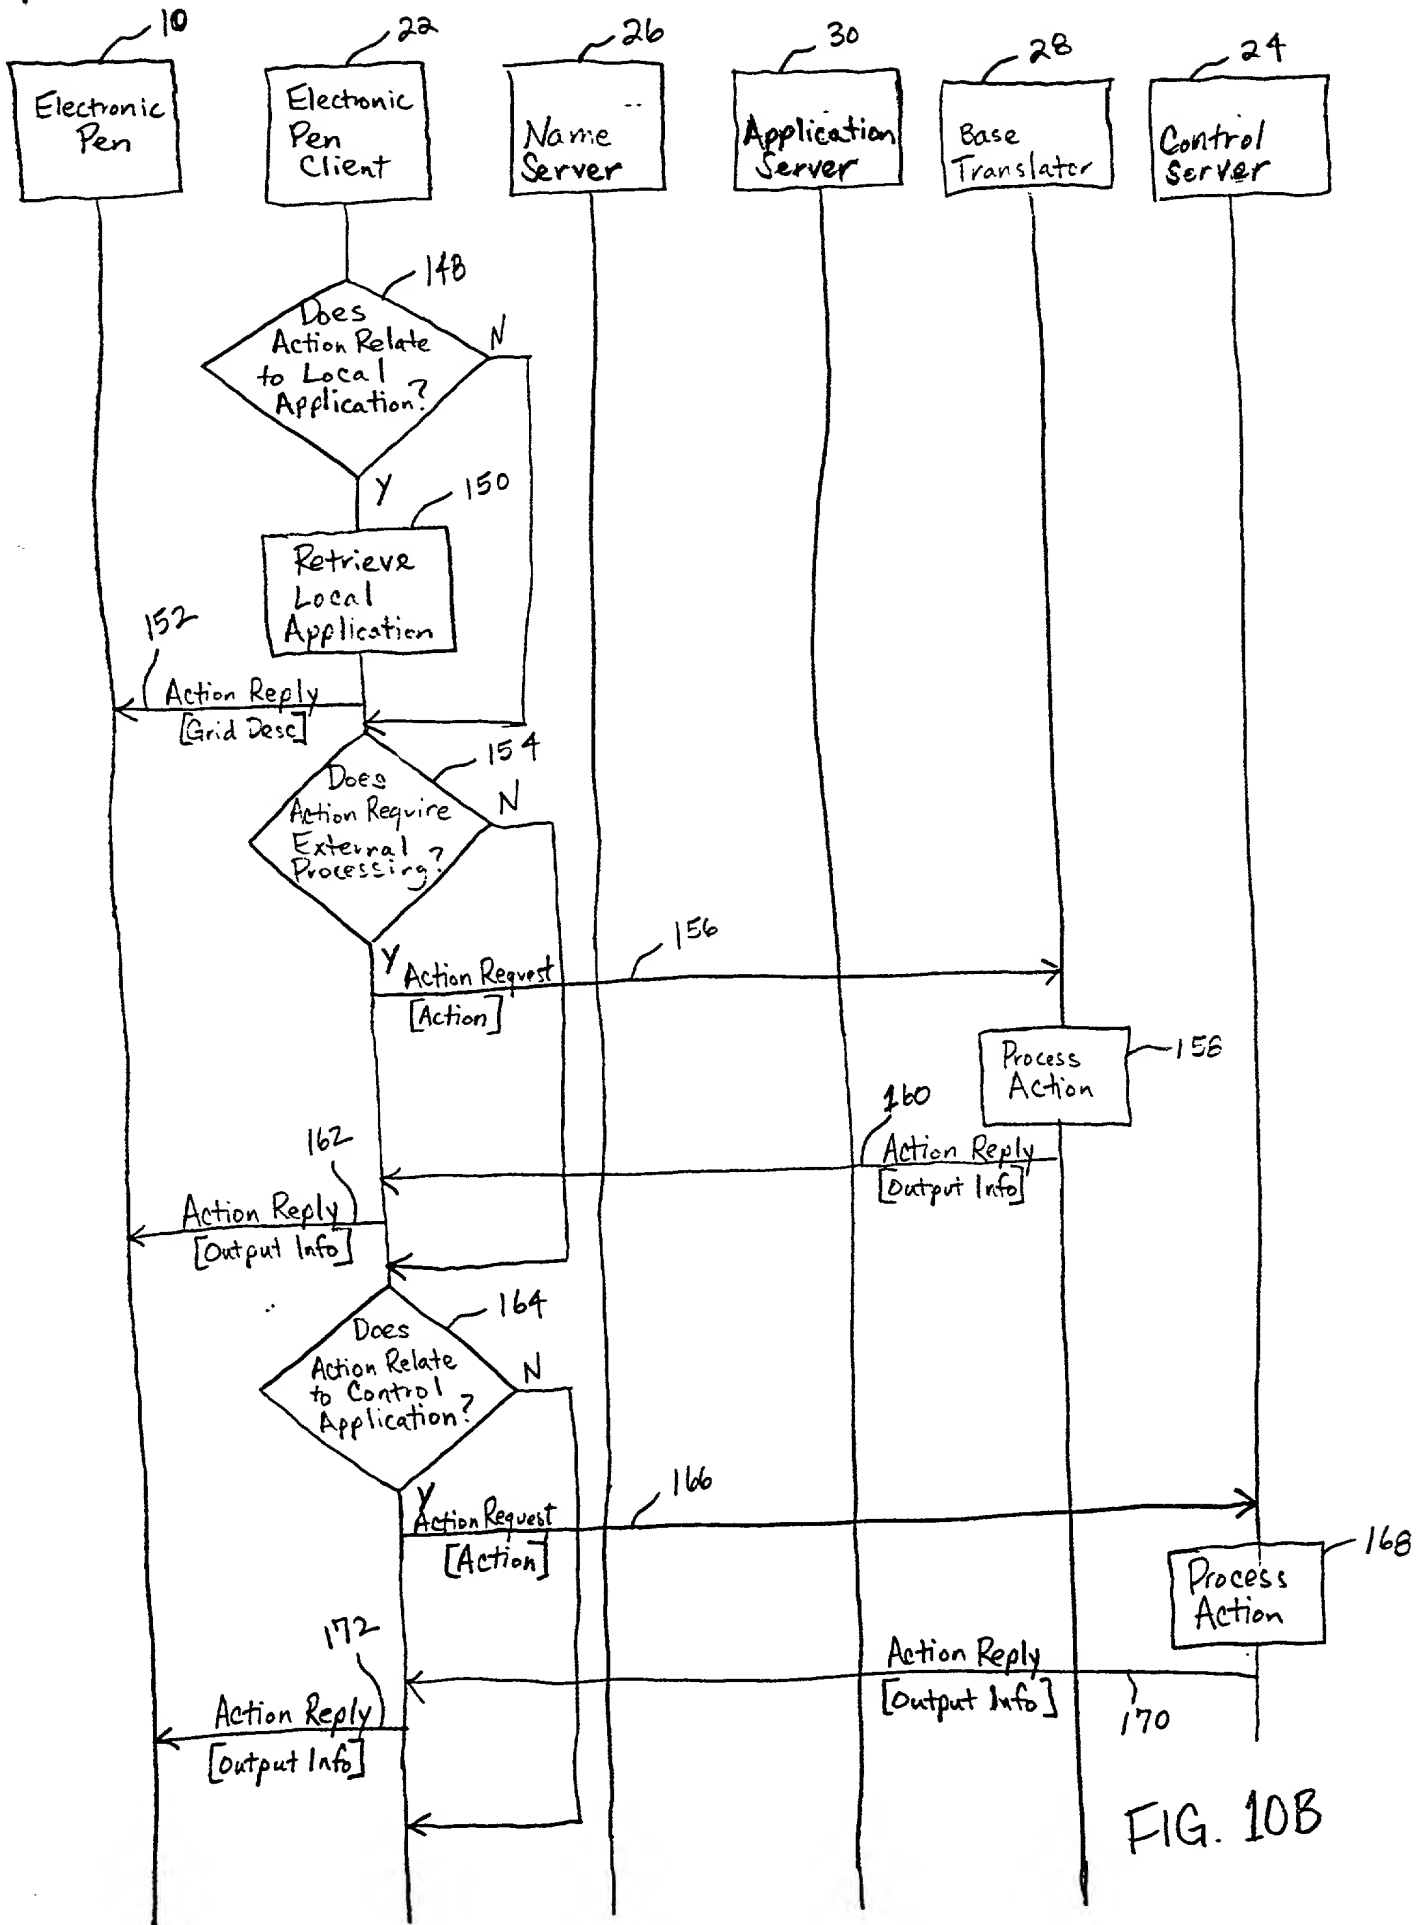 10
22
26
30
28
24
Electronic
Pen
Electronic
Pen
Client
Name
Server
Application
Server
Base
Translator
Control
Server
148
Does
Action Relate
to Local
Application?
N
Y
150
Retrieve
Local
Application
152
Action Reply
[Grid Desc]
154
Does
Action Require
External
Processing?
N
Y
Action Request
[Action]
156
Process
Action
158
160
Action Reply
[Output Info]
162
Action Reply
[Output Info]
164
Does
Action Relate
to Control
Application?
N
Y
Action Request
[Action]
166
Process
Action
168
Action Reply
[Output Info]
170
172
Action Reply
[Output Info]
FIG. 10B